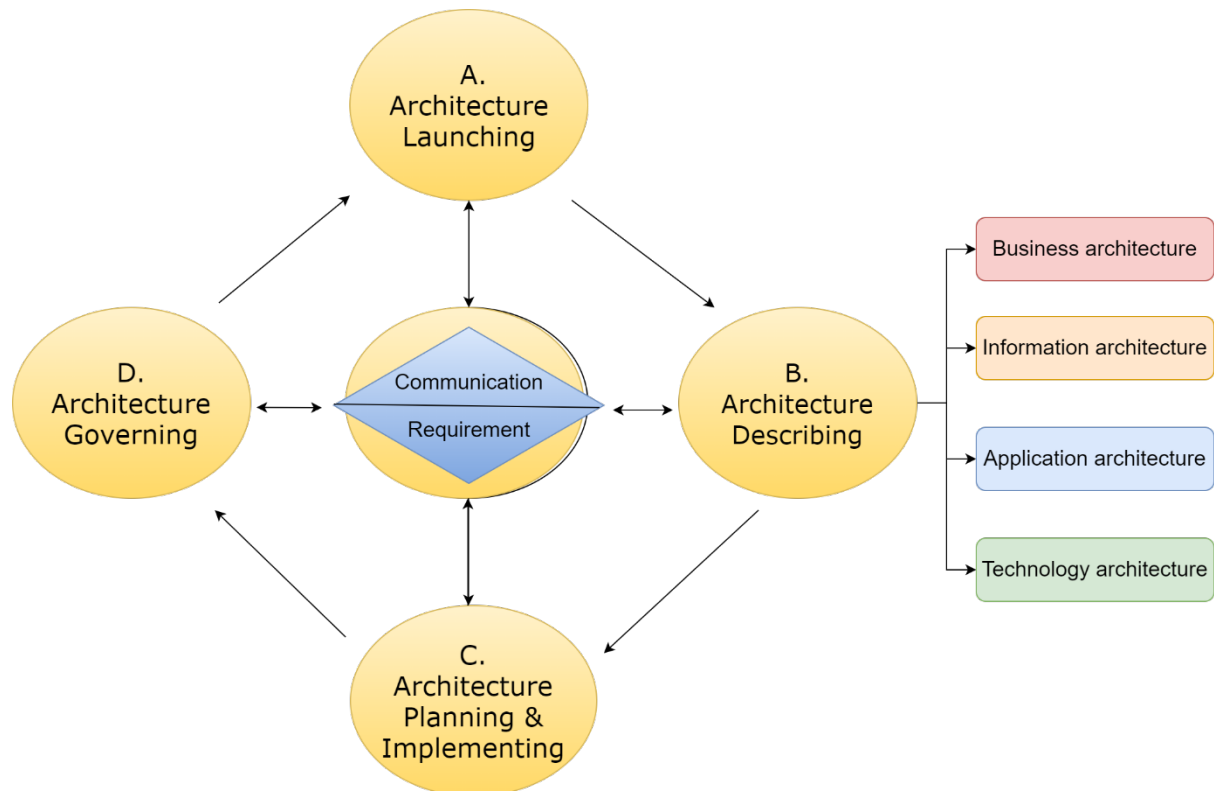 A.
Architecture
Launching
Business architecture
Information architecture
D.
Architecture
Governing
Communication
Requirement
B.
Architecture
Describing
Application architecture
Technology architecture
C.
Architecture
Planning &
Implementing